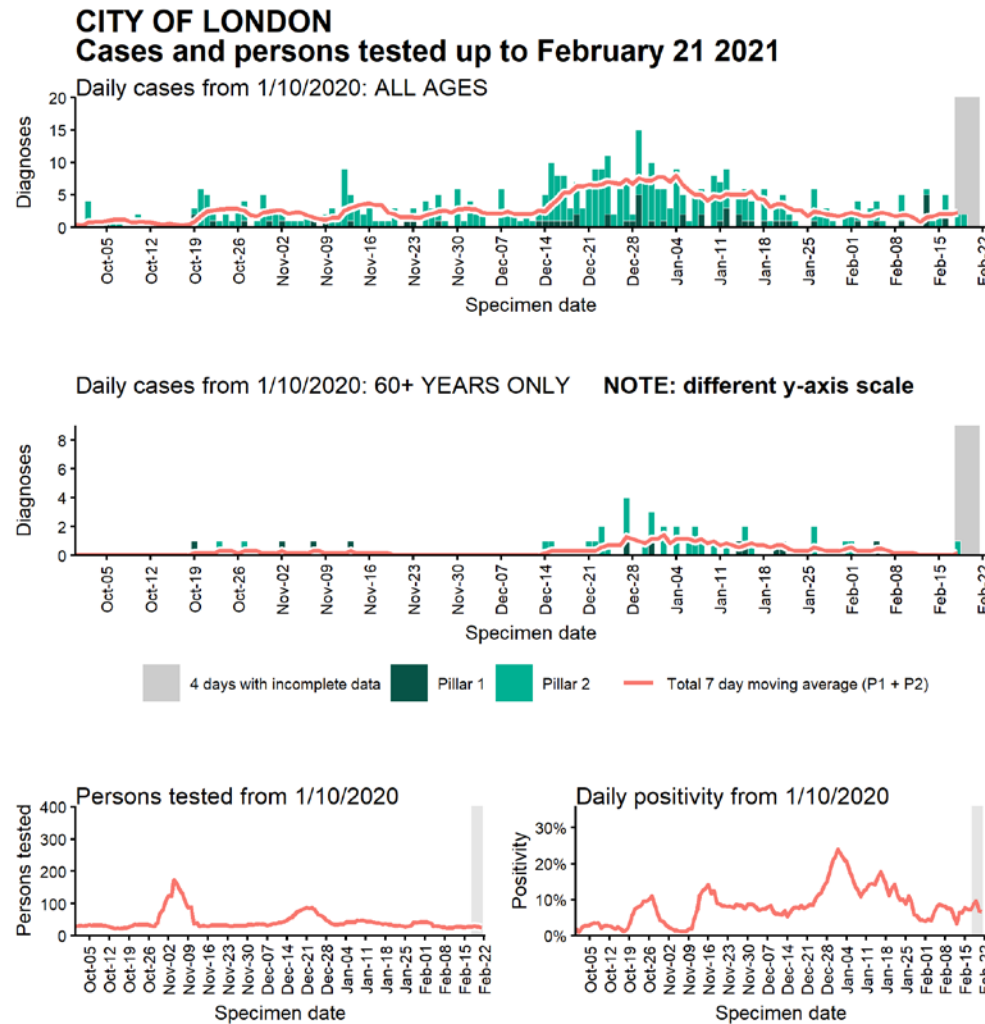 CITY OF LONDON
Cases and persons tested up to February 21 2021
Daily cases from 1/10/2020: ALL AGES
Diagnoses
20
15
10
5
0
Oct-05 Oct-12 Oct-19 Oct-26 Nov-02 Nov-09 Nov-16 Nov-23 Nov-30 Dec-07 Dec-14 Dec-21 Dec-28 Jan-04 Jan-11 Jan-18 Jan-25 Feb-01 Feb-08 Feb-15 Feb-22
Specimen date
Daily cases from 1/10/2020: 60+ YEARS ONLY NOTE: different y-axis scale
Diagnoses
8
6
4
2
0
Oct-05 Oct-12 Oct-19 Oct-26 Nov-02 Nov-09 Nov-16 Nov-23 Nov-30 Dec-07 Dec-14 Dec-21 Dec-28 Jan-04 Jan-11 Jan-18 Jan-25 Feb-01 Feb-08 Feb-15 Feb-22
Specimen date
4 days with incomplete data Pillar 1 Pillar 2 Total 7 day moving average (P1 + P2)
Persons tested from 1/10/2020
Persons tested
400
300
200
100
0
Oct-05 Oct-12 Oct-19 Oct-26 Nov-02 Nov-09 Nov-16 Nov-23 Nov-30 Dec-07 Dec-14 Dec-21 Dec-28 Jan-04 Jan-11 Jan-18 Jan-25 Feb-01 Feb-08 Feb-15 Feb-22
Specimen date
Daily positivity from 1/10/2020
Positivity
30%
20%
10%
0%
Oct-05 Oct-12 Oct-19 Oct-26 Nov-02 Nov-09 Nov-16 Nov-23 Nov-30 Dec-07 Dec-14 Dec-21 Dec-28 Jan-04 Jan-11 Jan-18 Jan-25 Feb-01 Feb-08 Feb-15 Feb-22
Specimen date